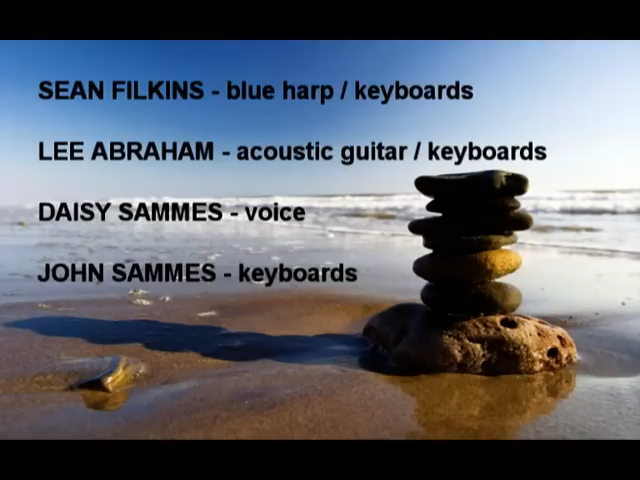 SEAN FILKINS - blue harp / keyboards
LEE ABRAHAM - acoustic guitar / keyboards
DAISY SAMMES - voice
JOHN SAMMES - keyboards